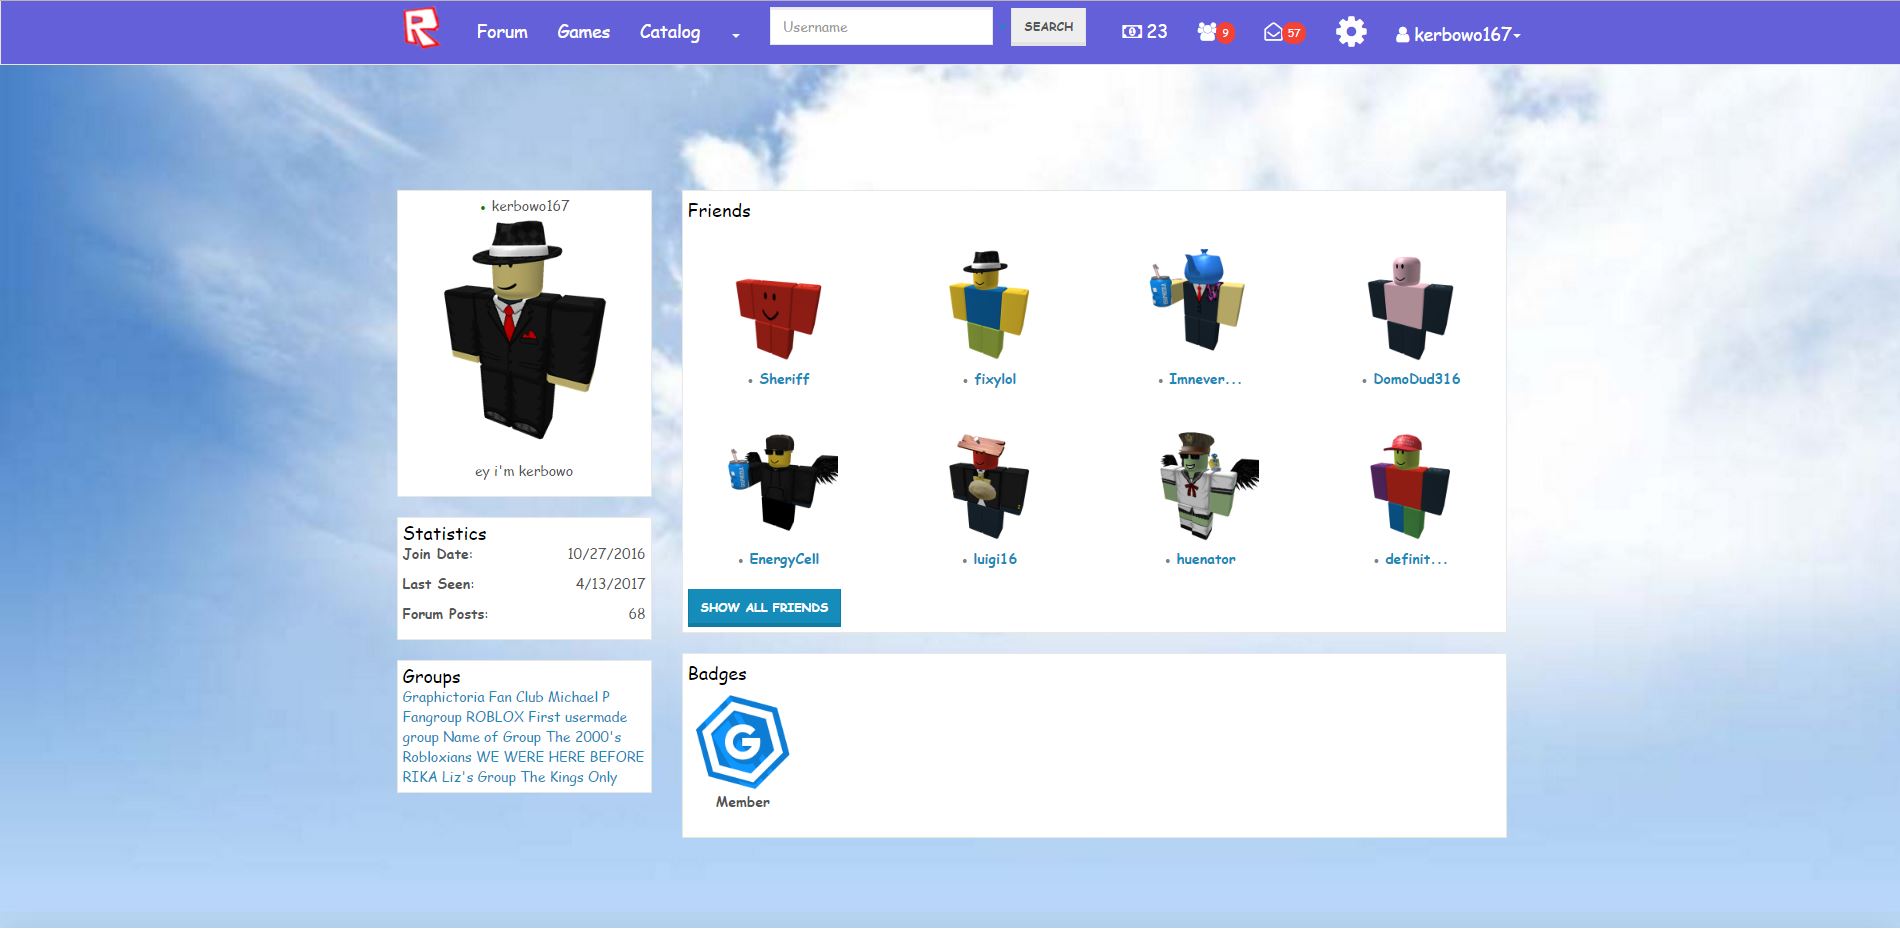 R Forum Games Catalog Username SEARCH 23 9 57 kerbowo167
kerbowo167
ey i'm kerbowo
Statistics
Join Date: 10/27/2016
Last Seen: 4/13/2017
Forum Posts: 68
Groups
Graphictoria Fan Club Michael P
Fangroup ROBLOX First usermade
group Name of Group The 2000's
Robloxians WE WERE HERE BEFORE
RIKA Liz's Group The Kings Only
Friends
Sheriff fixylol Imnever... DomoDud316
EnergyCell luigi16 huenator definit...
SHOW ALL FRIENDS
Badges
G
Member